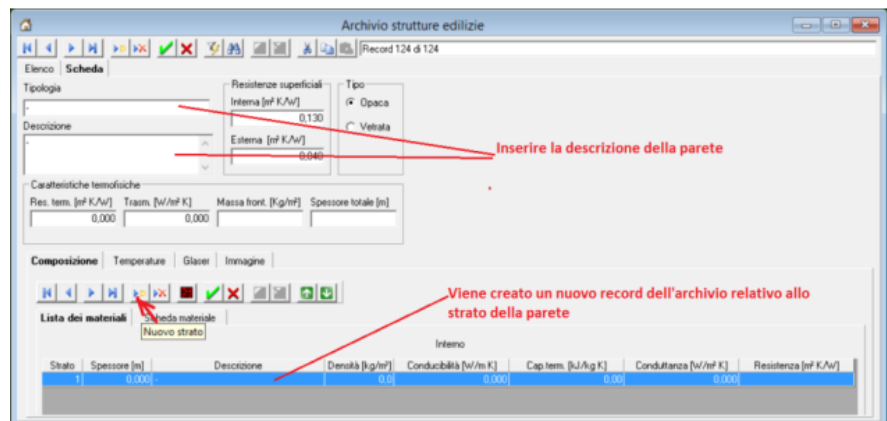 Archivio strutture edilizie
Record 124 di 124
Elenco Scheda
Tipologia
-
Descrizione
-
Resistenze superficiali
Interna [m² K/W]
0,130
Esterna [m² K/W]
0,040
Tipo
Opaca
Vetrata
Inserire la descrizione della parete
Caratteristiche termofisiche
Res. term. [m² K/W] Trasm. [W/m² K] Massa front. [Kg/m²] Spessore totale [m]
0,000 0,000
Composizione Temperature Glaser Immagine
Viene creato un nuovo record dell'archivio relativo allo
strato della parete
Lista dei materiali Scheda materiale
Nuovo strato
Interno
Strato Spessore [m] Descrizione Densità [kg/m³] Conducibilità [W/m K] Cap.term. [kJ/kg K] Conduttanza [W/m² K] Resistenza [m² K/W]
1 0,000 - 0,0 0,000 0,00 0,000